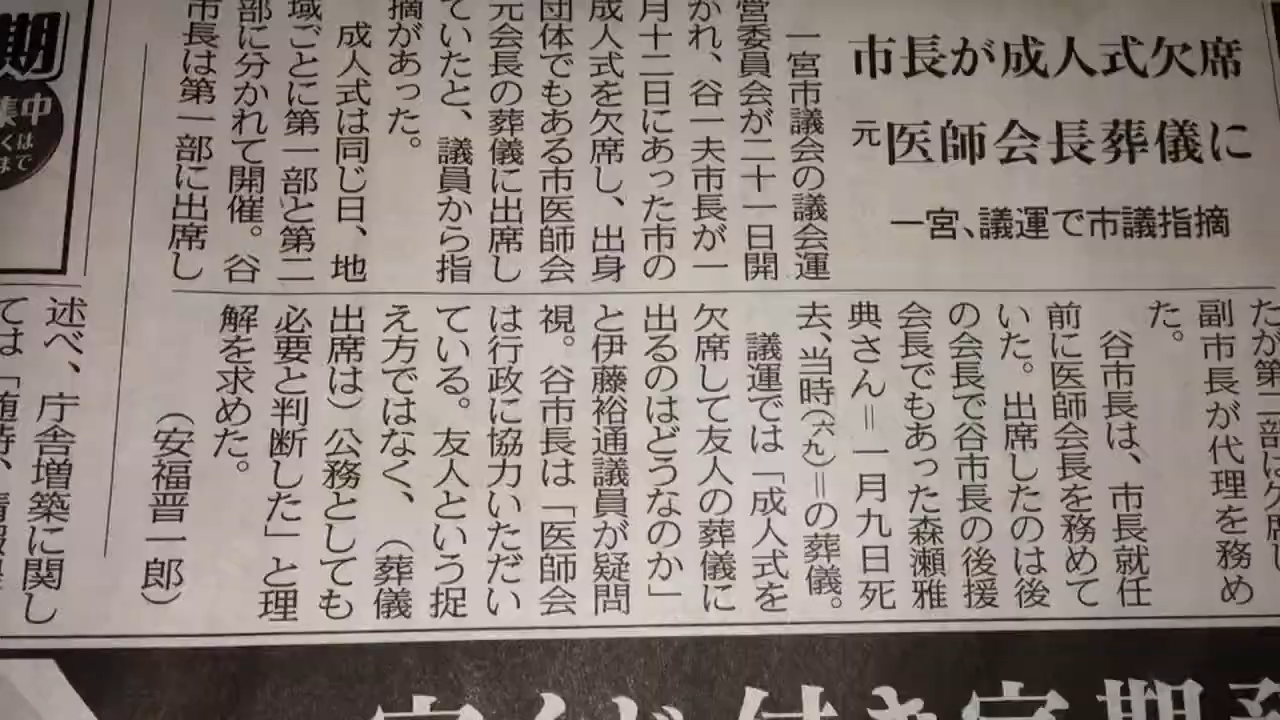 市長が成人式欠席
元医師会長葬儀に
一宮、議運で市議指摘
一宮市議会の議会運
営委員会が二十一日開
かれ、谷一夫市長が一
月十二日にあった市の
成人式を欠席し、出身
団体でもある市医師会
元会長の葬儀に出席し
ていたと、議員から指
摘があった。
成人式は同じ日、地
域ごとに第一部と第二
部に分かれて開催。谷
市長は第一部に出席し
たが第二部は欠席し
副市長が代理を務め
た。
谷市長は、市長就任
前に医師会長を務めて
いた。出席したのは後
の会長で谷市長の後援
会長でもあった森瀬雅
典さん=一月九日死
去、当時(六九)=の葬儀。
議運では「成人式を
欠席して友人の葬儀に
出るのはどうなのか」
と伊藤裕通議員が疑問
視。谷市長は「医師会
は行政に協力いただい
ている。友人という捉
え方ではなく、(葬儀
出席は)公務としても
必要と判断した」と理
解を求めた。
(安福晋一郎)
述べ、庁舎増築に関し
ては「随時、情報
期
集中
くは
まで
定期